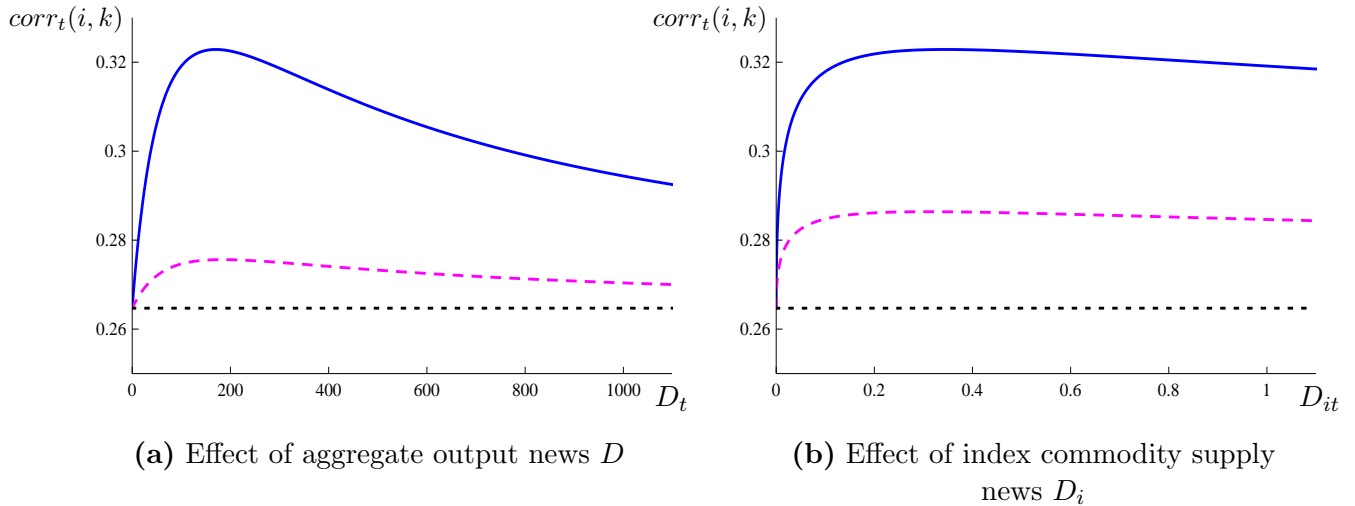 corr_t(i, k)
0.32
0.3
0.28
0.26
0 200 400 600 800 1000 D_t
(a) Effect of aggregate output news D
corr_t(i, k)
0.32
0.3
0.28
0.26
0 0.2 0.4 0.6 0.8 1 D_{it}
(b) Effect of index commodity supply
news D_i